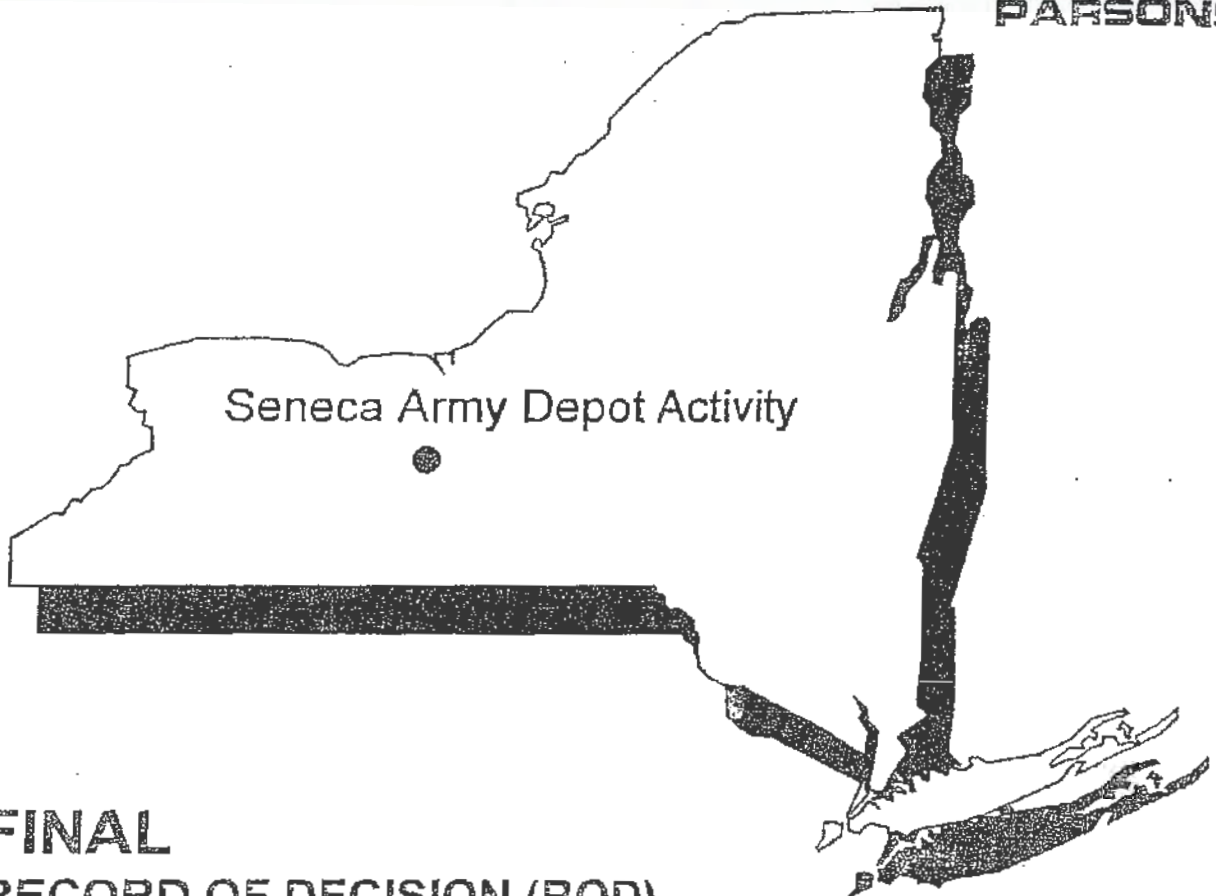 PARSONS
Seneca Army Depot Activity
FINAL
RECORD OF DECISION (ROD)